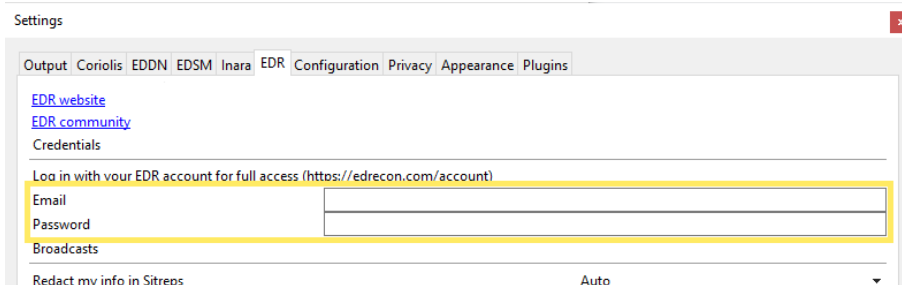 Settings
Output Coriolis EDDN EDSM Inara EDR Configuration Privacy Appearance Plugins
EDR website
EDR community
Credentials
Log in with your EDR account for full access (https://edrecon.com/account)
Email
Password
Broadcasts
Redact my info in Sitreps Auto